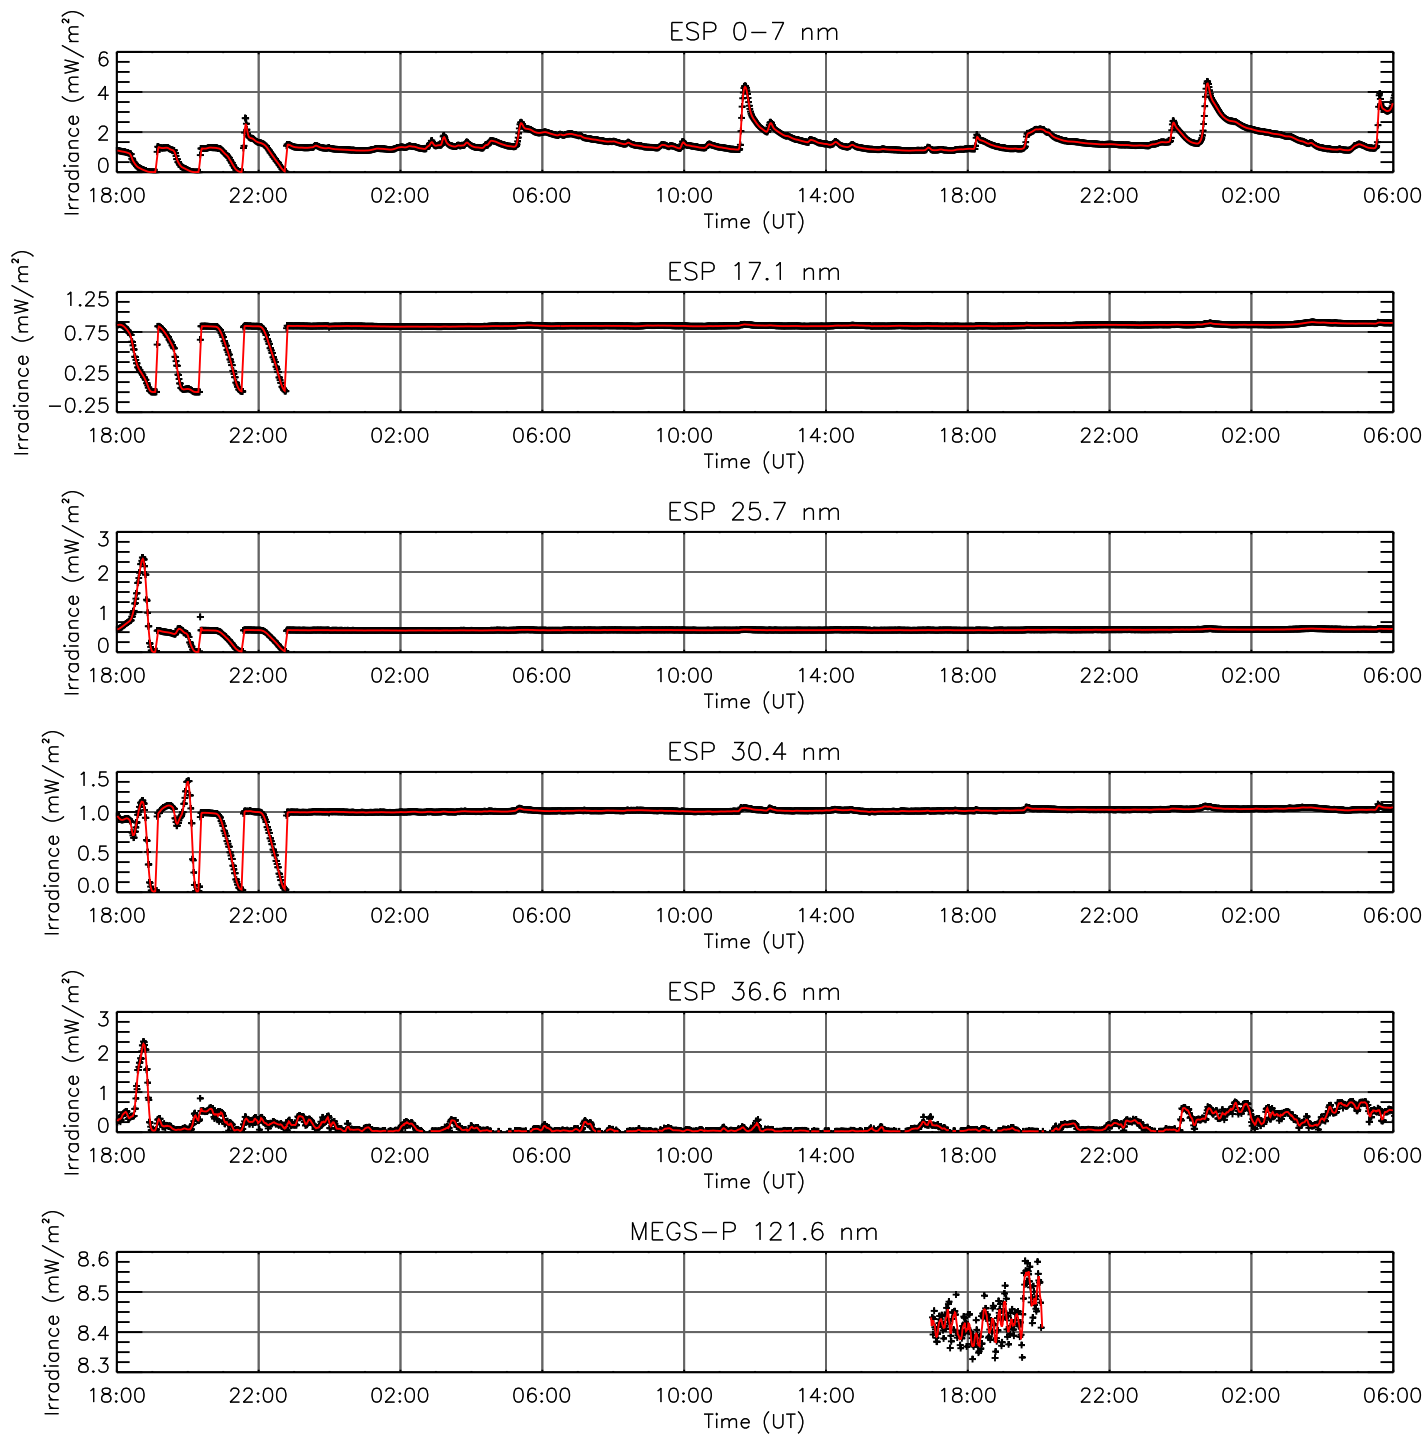 ESP 0-7 nm
Irradiance (mW/m²)
6
4
2
0
18:00 22:00 02:00 06:00 10:00 14:00 18:00 22:00 02:00 06:00
Time (UT)
ESP 17.1 nm
Irradiance (mW/m²)
1.25
0.75
0.25
-0.25
18:00 22:00 02:00 06:00 10:00 14:00 18:00 22:00 02:00 06:00
Time (UT)
ESP 25.7 nm
Irradiance (mW/m²)
3
2
1
0
18:00 22:00 02:00 06:00 10:00 14:00 18:00 22:00 02:00 06:00
Time (UT)
ESP 30.4 nm
Irradiance (mW/m²)
1.5
1.0
0.5
0.0
18:00 22:00 02:00 06:00 10:00 14:00 18:00 22:00 02:00 06:00
Time (UT)
ESP 36.6 nm
Irradiance (mW/m²)
3
2
1
0
18:00 22:00 02:00 06:00 10:00 14:00 18:00 22:00 02:00 06:00
Time (UT)
MEGS-P 121.6 nm
Irradiance (mW/m²)
8.6
8.5
8.4
8.3
18:00 22:00 02:00 06:00 10:00 14:00 18:00 22:00 02:00 06:00
Time (UT)